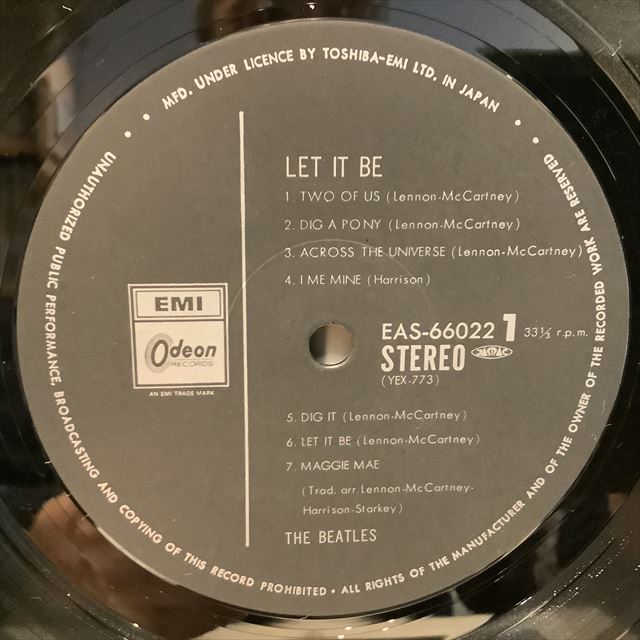 • • MFD. UNDER LICENCE BY TOSHIBA-EMI LTD. IN JAPAN • •
LET IT BE
1. TWO OF US (Lennon-McCartney)
2. DIG A PONY (Lennon-McCartney)
3. ACROSS THE UNIVERSE (Lennon-McCartney)
4. I ME MINE (Harrison)
EMI
Odeon
RECORDS
AN EMI TRADE MARK
EAS-66022 1 33⅓ r.p.m.
STEREO JASRAC
(YEX-773)
5. DIG IT (Lennon-McCartney)
6. LET IT BE (Lennon-McCartney)
7. MAGGIE MAE
(Trad. arr. Lennon-McCartney-
Harrison-Starkey)
THE BEATLES
UNAUTHORIZED PUBLIC PERFORMANCE, BROADCASTING AND COPYING OF THIS RECORD PROHIBITED • ALL RIGHTS OF THE MANUFACTURER AND OF THE OWNER OF THE RECORDED WORK ARE RESERVED